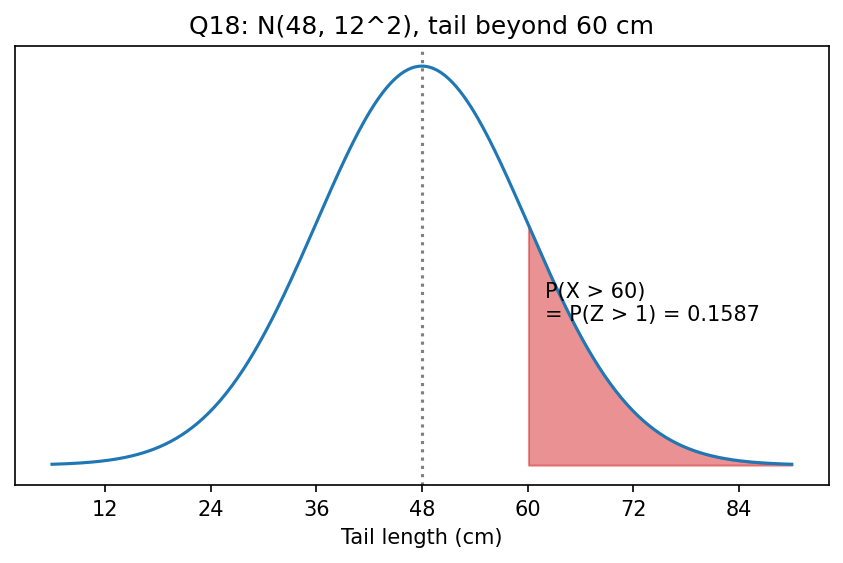 Q18: N(48, 12^2), tail beyond 60 cm
P(X > 60)
= P(Z > 1) = 0.1587
12 24 36 48 60 72 84
Tail length (cm)